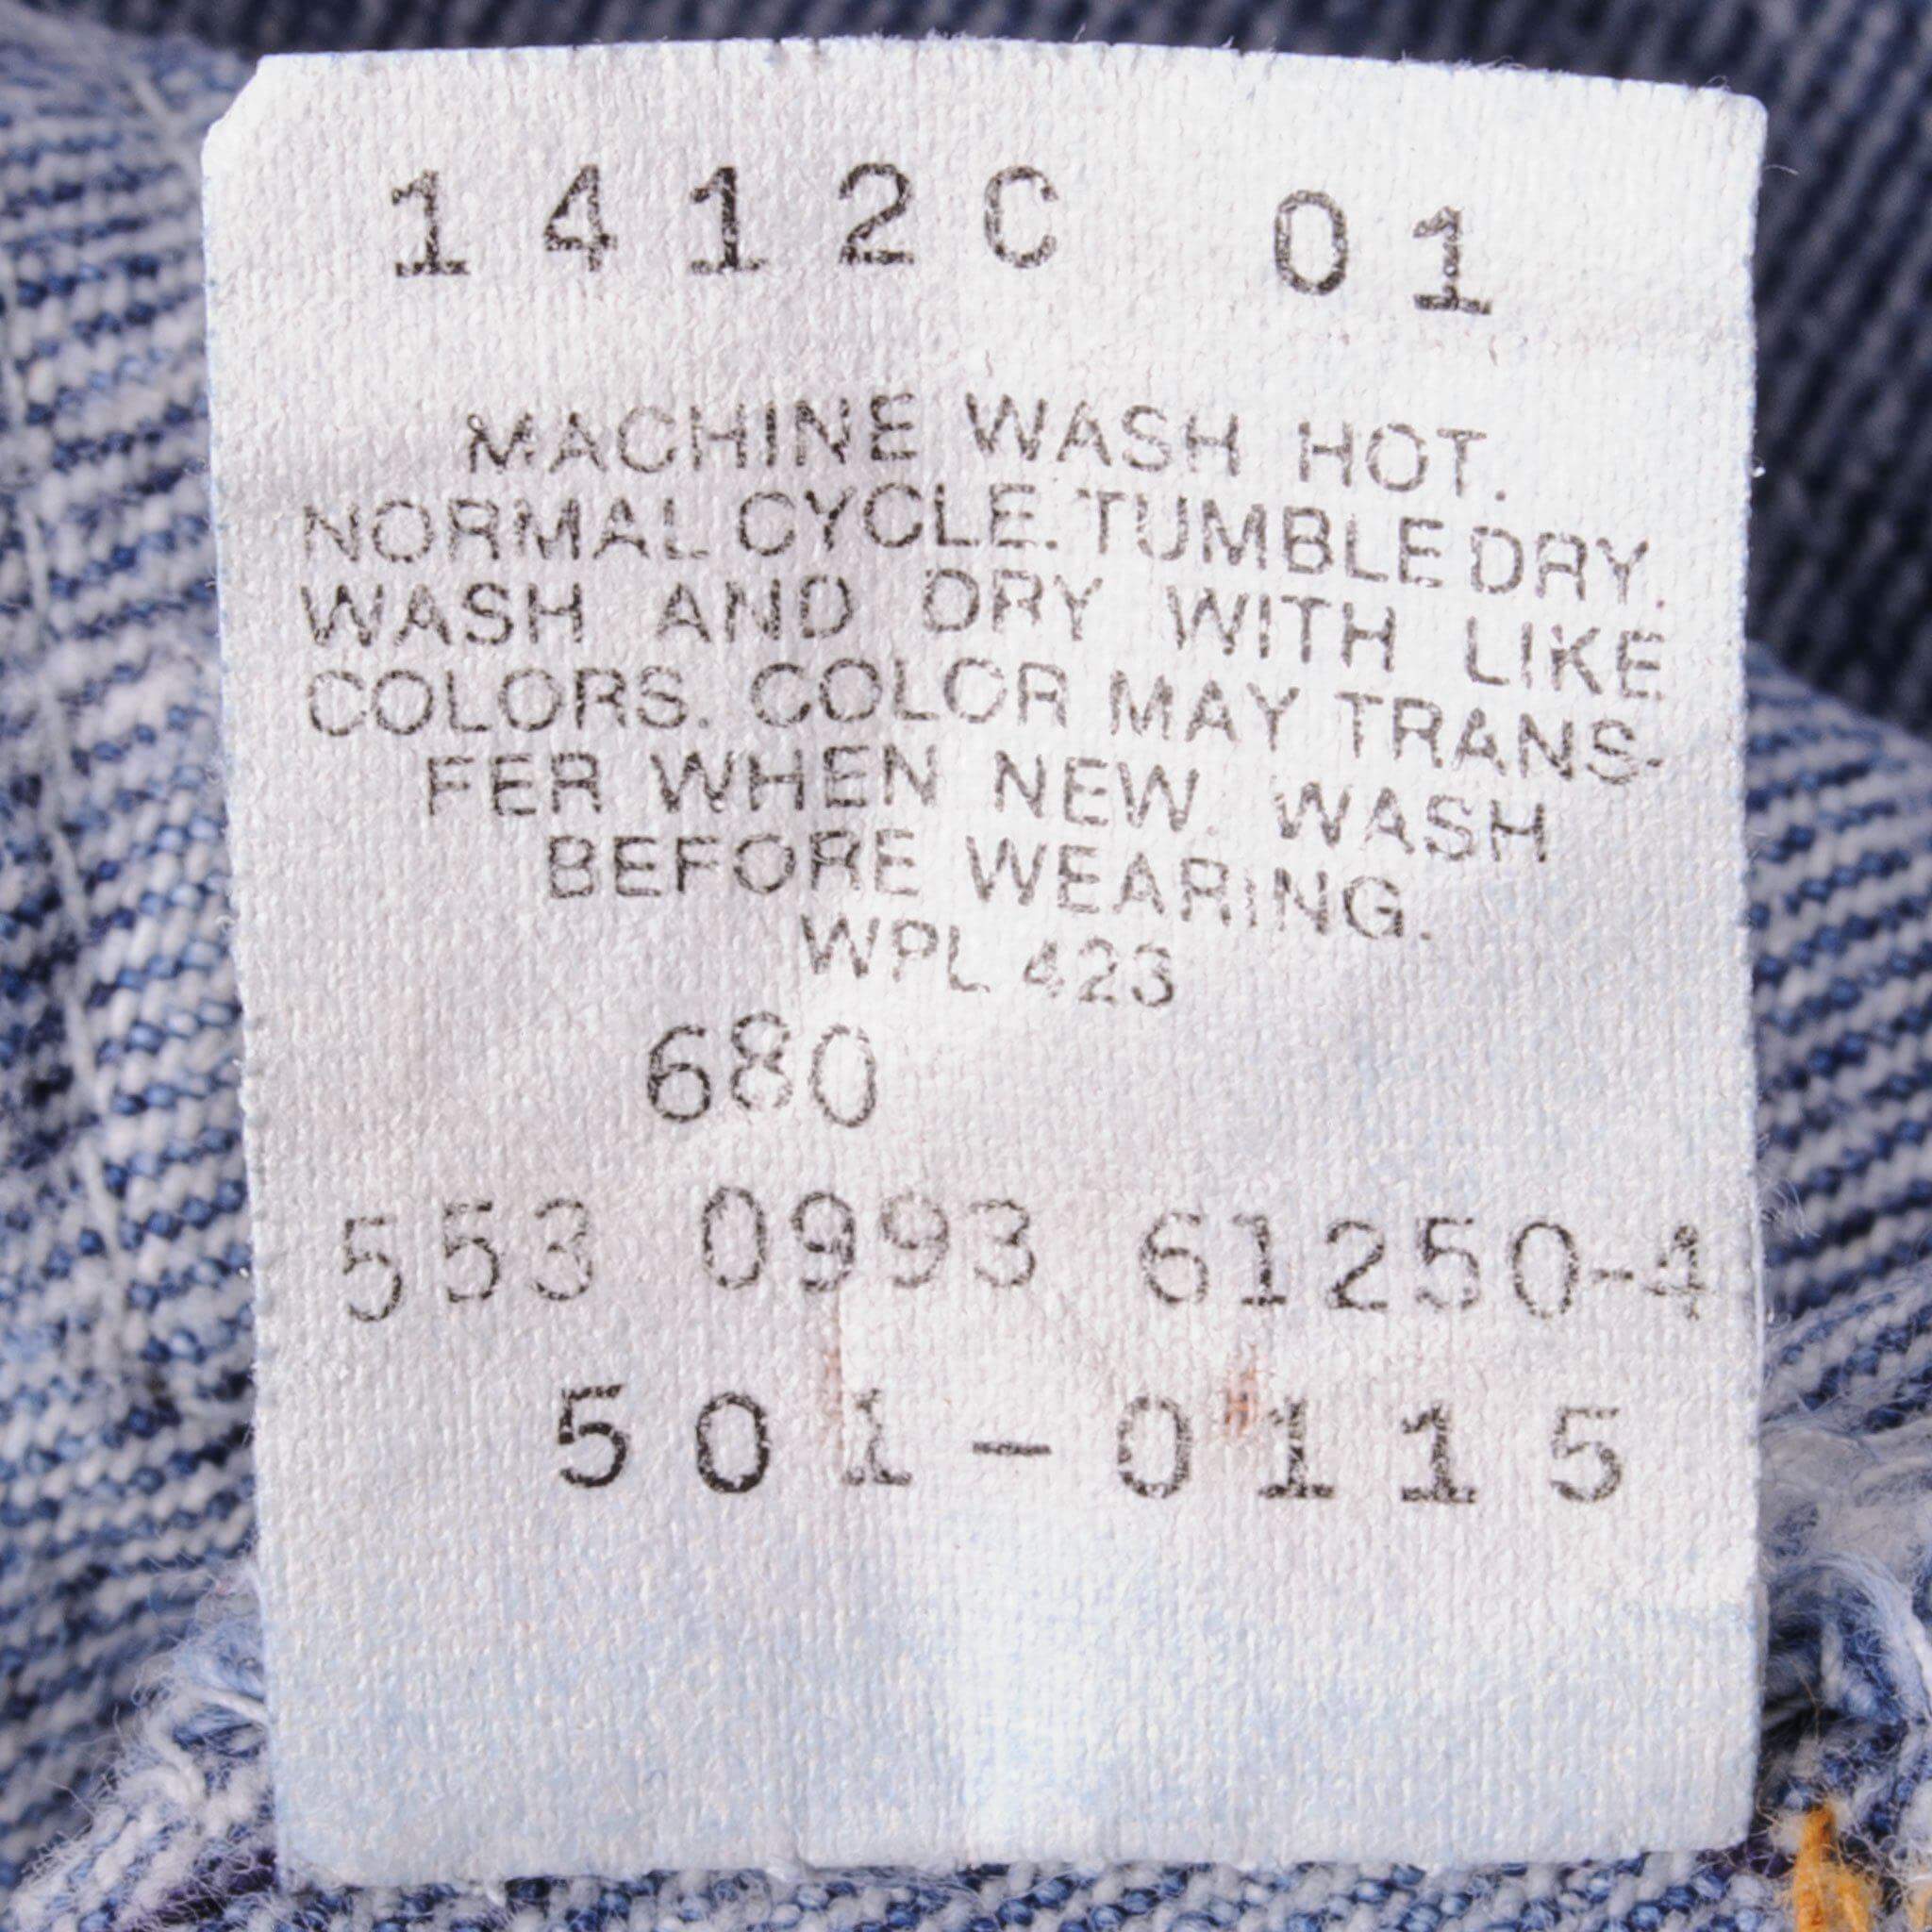 1412C 01
MACHINE WASH HOT.
NORMAL CYCLE. TUMBLE DRY.
WASH AND DRY WITH LIKE
COLORS. COLOR MAY TRANS-
FER WHEN NEW. WASH
BEFORE WEARING.
WPL 423
680
553 0993 61250-4
501-0115